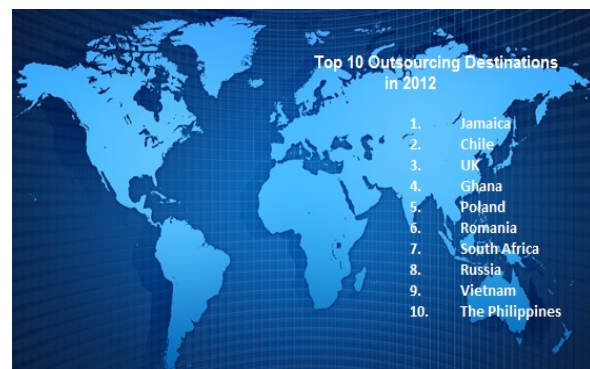 Top 10 Outsourcing Destinations
in 2012
1. Jamaica
2. Chile
3. UK
4. Ghana
5. Poland
6. Romania
7. South Africa
8. Russia
9. Vietnam
10. The Philippines